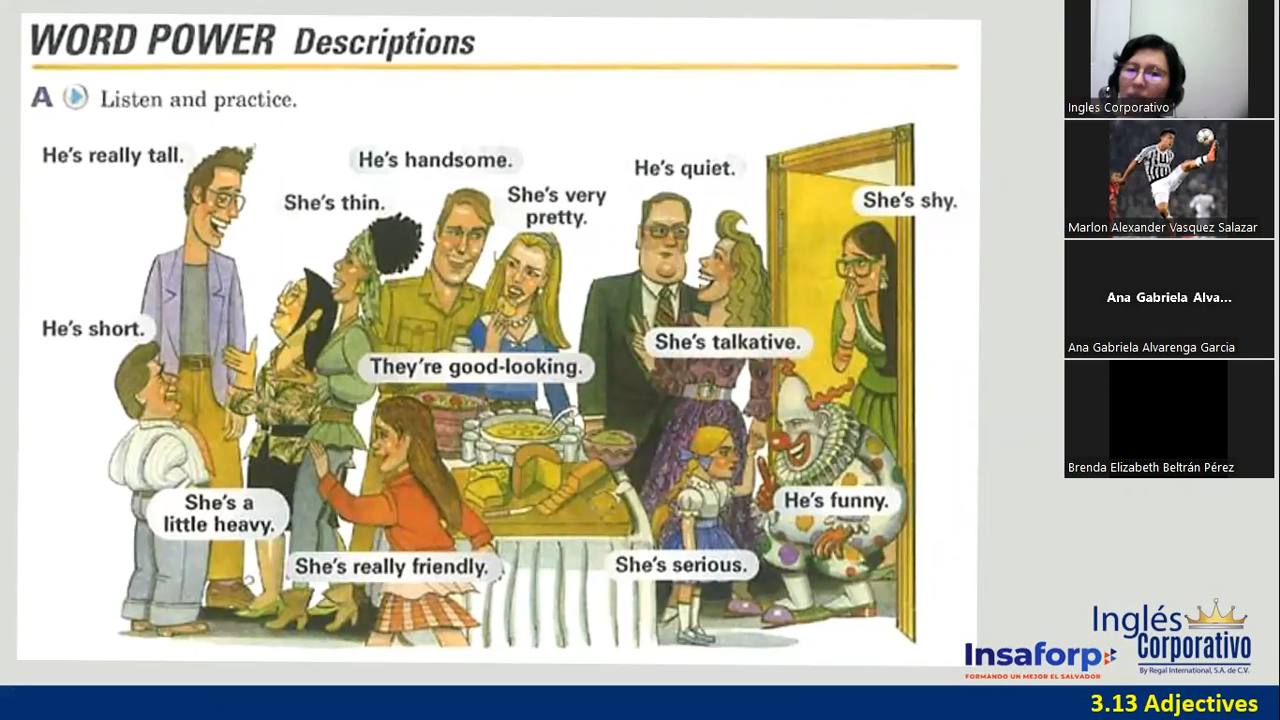 WORD POWER Descriptions
A Listen and practice.
He's really tall.
He's handsome.
He's quiet.
She's thin.
She's very
pretty.
She's shy.
He's short.
She's talkative.
They're good-looking.
She's a
little heavy.
He's funny.
She's really friendly.
She's serious.
Ingles Corporativo
Marlon Alexander Vasquez Salazar
Ana Gabriela Alva...
Ana Gabriela Alvarenga Garcia
Brenda Elizabeth Beltrán Pérez
Inglés
Corporativo
By Regal International, S.A. de C.V.
Insaforp
FORMANDO UN MEJOR EL SALVADOR
3.13 Adjectives